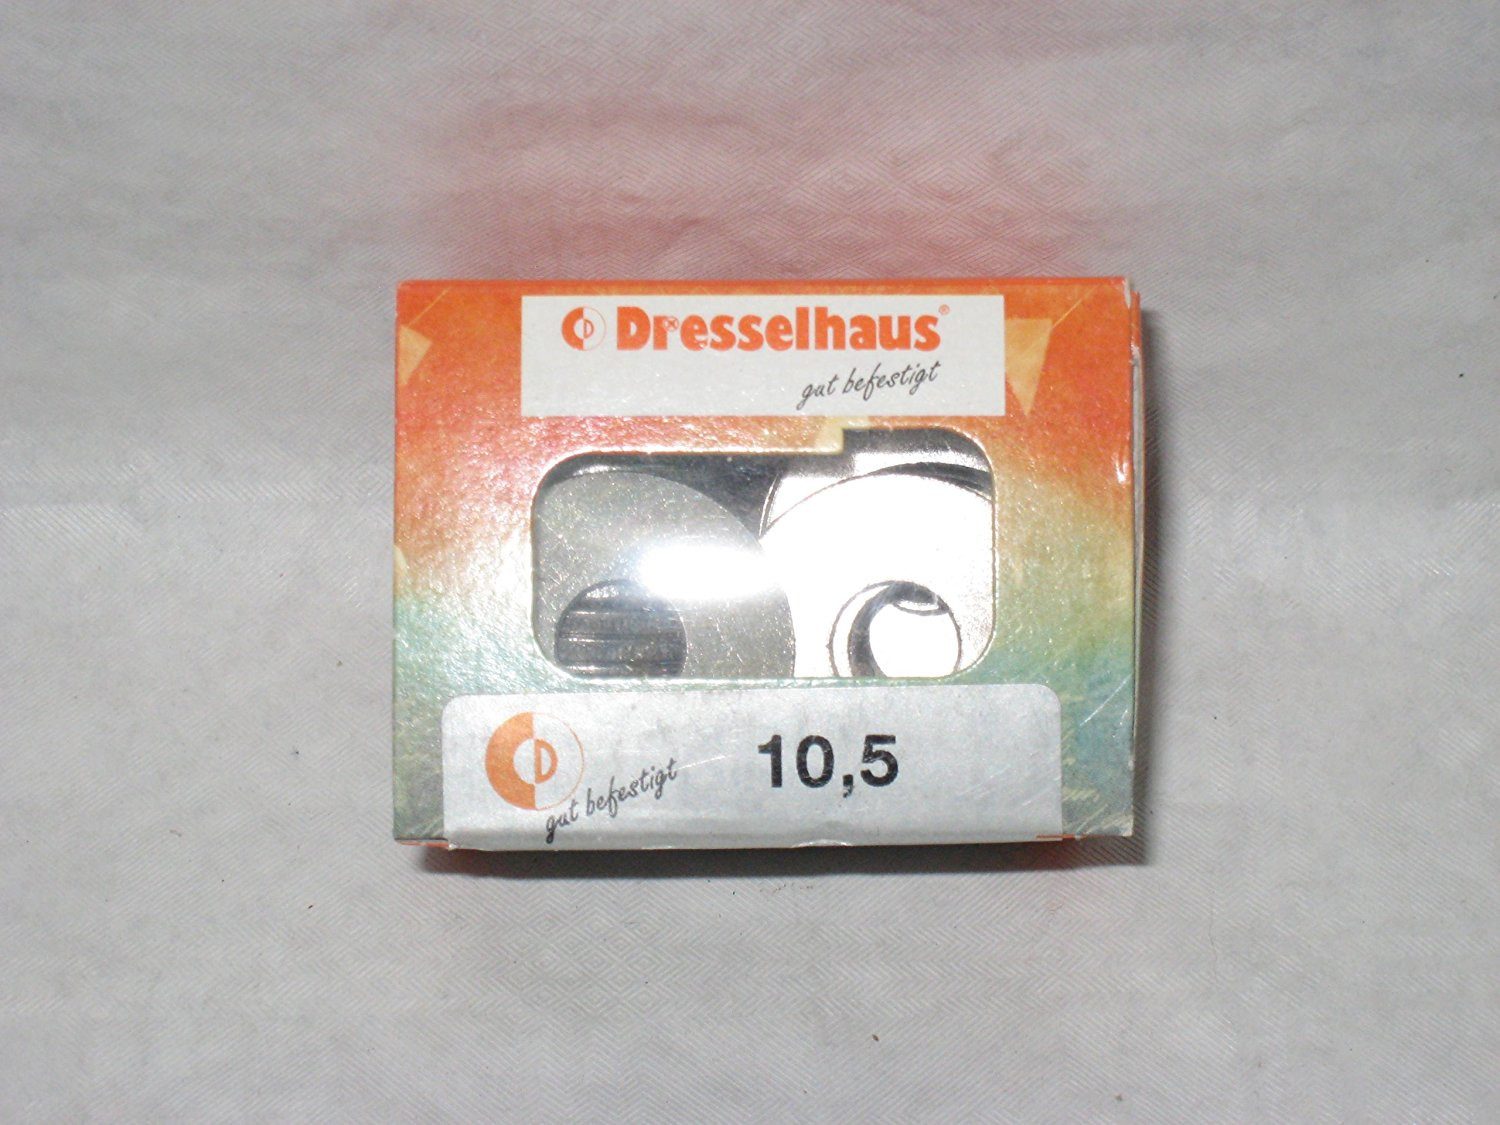 D Dresselhaus®
gut befestigt
D
gut befestigt
10,5